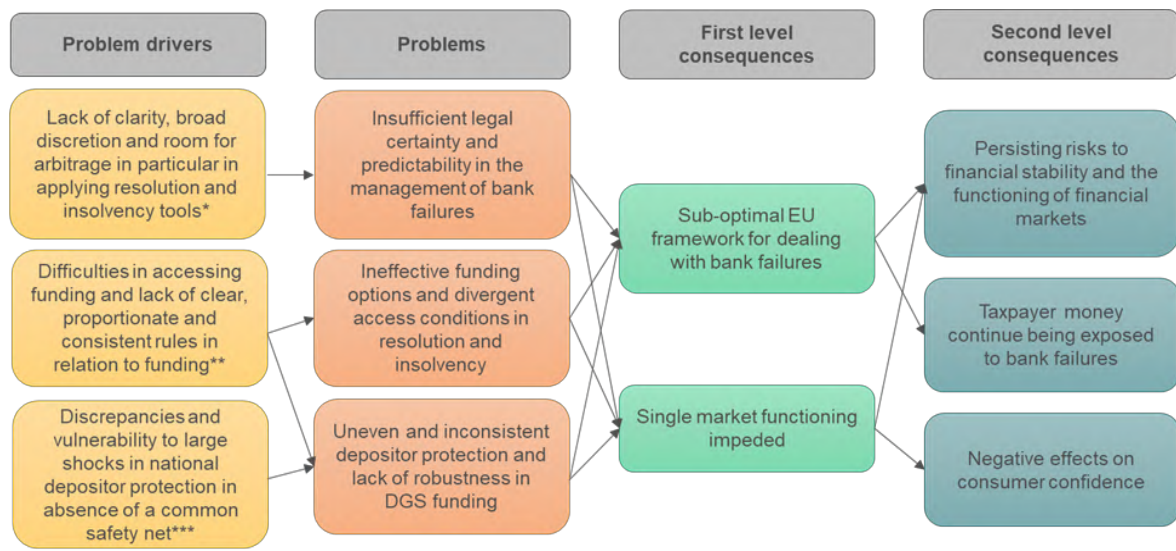 Problem drivers
Problems
First level
consequences
Second level
consequences
Lack of clarity, broad
discretion and room for
arbitrage in particular in
applying resolution and
insolvency tools*
Insufficient legal
certainty and
predictability in the
management of bank
failures
Persisting risks to
financial stability and the
functioning of financial
markets
Sub-optimal EU
framework for dealing
with bank failures
Difficulties in accessing
funding and lack of clear,
proportionate and
consistent rules in
relation to funding**
Ineffective funding
options and divergent
access conditions in
resolution and
insolvency
Taxpayer money
continue being exposed
to bank failures
Discrepancies and
vulnerability to large
shocks in national
depositor protection in
absence of a common
safety net***
Uneven and inconsistent
depositor protection and
lack of robustness in
DGS funding
Single market functioning
impeded
Negative effects on
consumer confidence